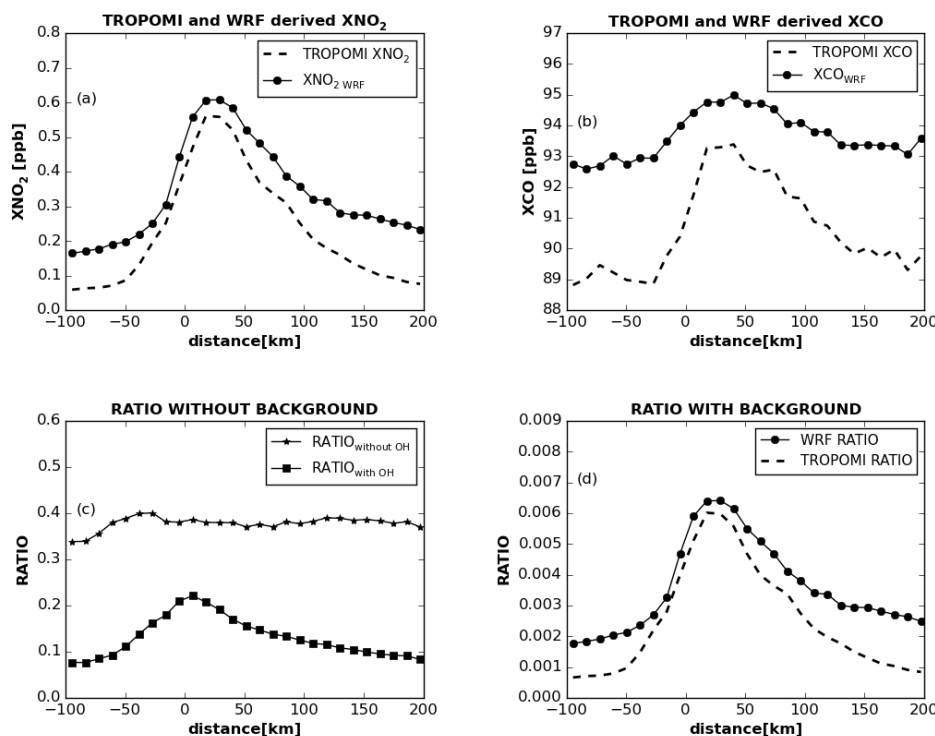 TROPOMI and WRF derived XNO₂
0.8
0.7
0.6
0.5
0.4
0.3
0.2
0.1
0.0
XNO₂ [ppb]
(a)
TROPOMI XNO₂
XNO₂ WRF
−100 −50 0 50 100 150 200
distance[km]
TROPOMI and WRF derived XCO
97
96
95
94
93
92
91
90
89
88
XCO [ppb]
(b)
TROPOMI XCO
XCO_WRF
−100 −50 0 50 100 150 200
distance[km]
RATIO WITHOUT BACKGROUND
0.6
0.5
0.4
0.3
0.2
0.1
0.0
RATIO
(c)
RATIO_without OH
RATIO_with OH
−100 −50 0 50 100 150 200
distance[km]
RATIO WITH BACKGROUND
0.009
0.008
0.007
0.006
0.005
0.004
0.003
0.002
0.001
0.000
RATIO
(d)
WRF RATIO
TROPOMI RATIO
−100 −50 0 50 100 150 200
distance[km]